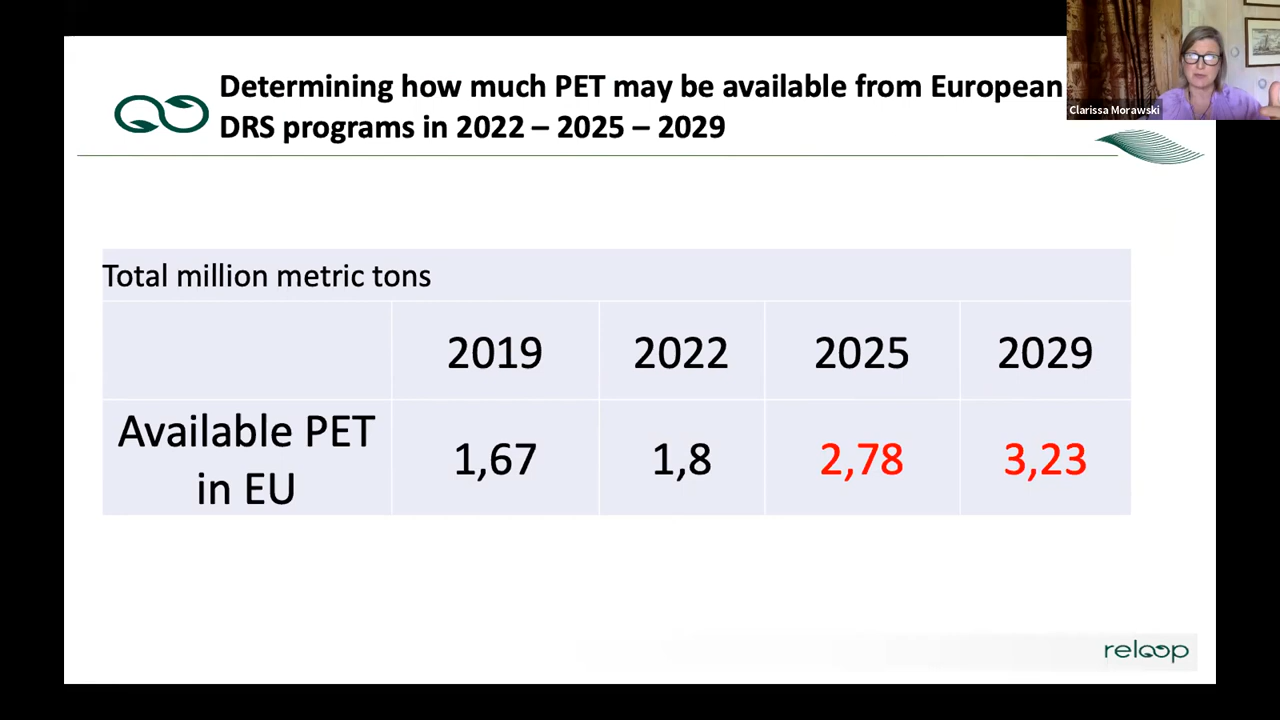 Determining how much PET may be available from European
DRS programs in 2022 – 2025 – 2029
Clarissa Morawski
Total million metric tons
2019 2022 2025 2029
Available PET
in EU
1,67 1,8 2,78 3,23
reloop